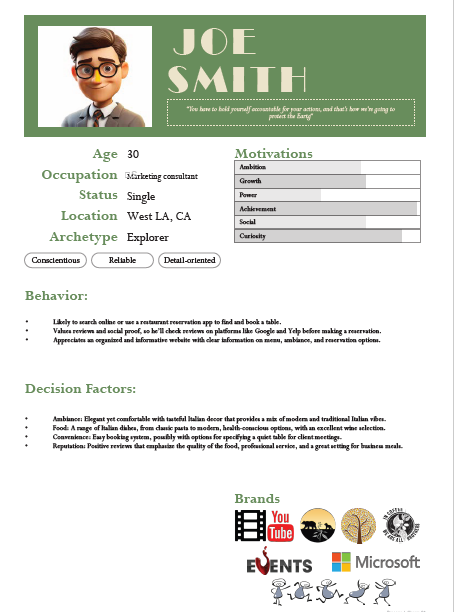 JOE
SMITH
"You have to hold yourself accountable for your actions, and that's how we're going to
protect the Earth"
Age 30
Occupation Marketing consultant
Status Single
Location West LA, CA
Archetype Explorer
Conscientious Reliable Detail-oriented
Motivations
Ambition
Growth
Power
Achievement
Social
Curiosity
Behavior:
• Likely to search online or use a restaurant reservation app to find and book a table.
• Values reviews and social proof, so he'll check reviews on platforms like Google and Yelp before making a reservation.
• Appreciates an organized and informative website with clear information on menu, ambiance, and reservation options.
Decision Factors:
• Ambiance: Elegant yet comfortable with tasteful Italian decor that provides a mix of modern and traditional Italian vibes.
• Food: A range of Italian dishes, from classic pasta to modern, health-conscious options, with an excellent wine selection.
• Convenience: Easy booking system, possibly with options for specifying a quiet table for client meetings.
• Reputation: Positive reviews that emphasize the quality of the food, professional service, and a great setting for business meals.
Brands
You
Tube
EVENTS
Microsoft